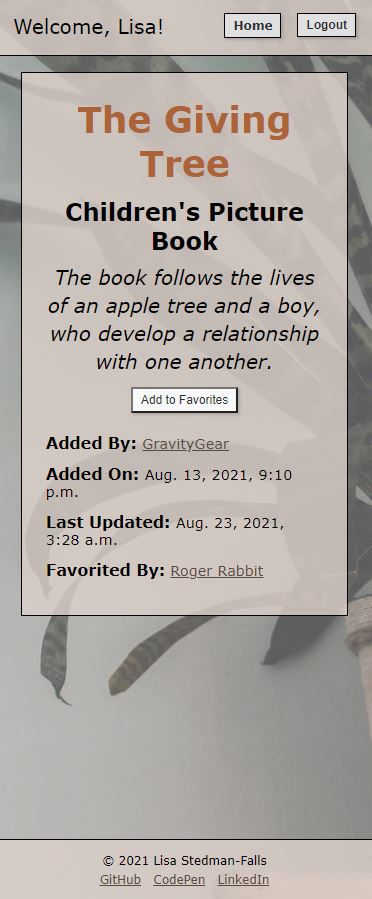 Welcome, Lisa!
Home
Logout
The Giving
Tree
Children's Picture
Book
The book follows the lives
of an apple tree and a boy,
who develop a relationship
with one another.
Add to Favorites
Added By: GravityGear
Added On: Aug. 13, 2021, 9:10
p.m.
Last Updated: Aug. 23, 2021,
3:28 a.m.
Favorited By: Roger Rabbit
© 2021 Lisa Stedman-Falls
GitHub CodePen LinkedIn